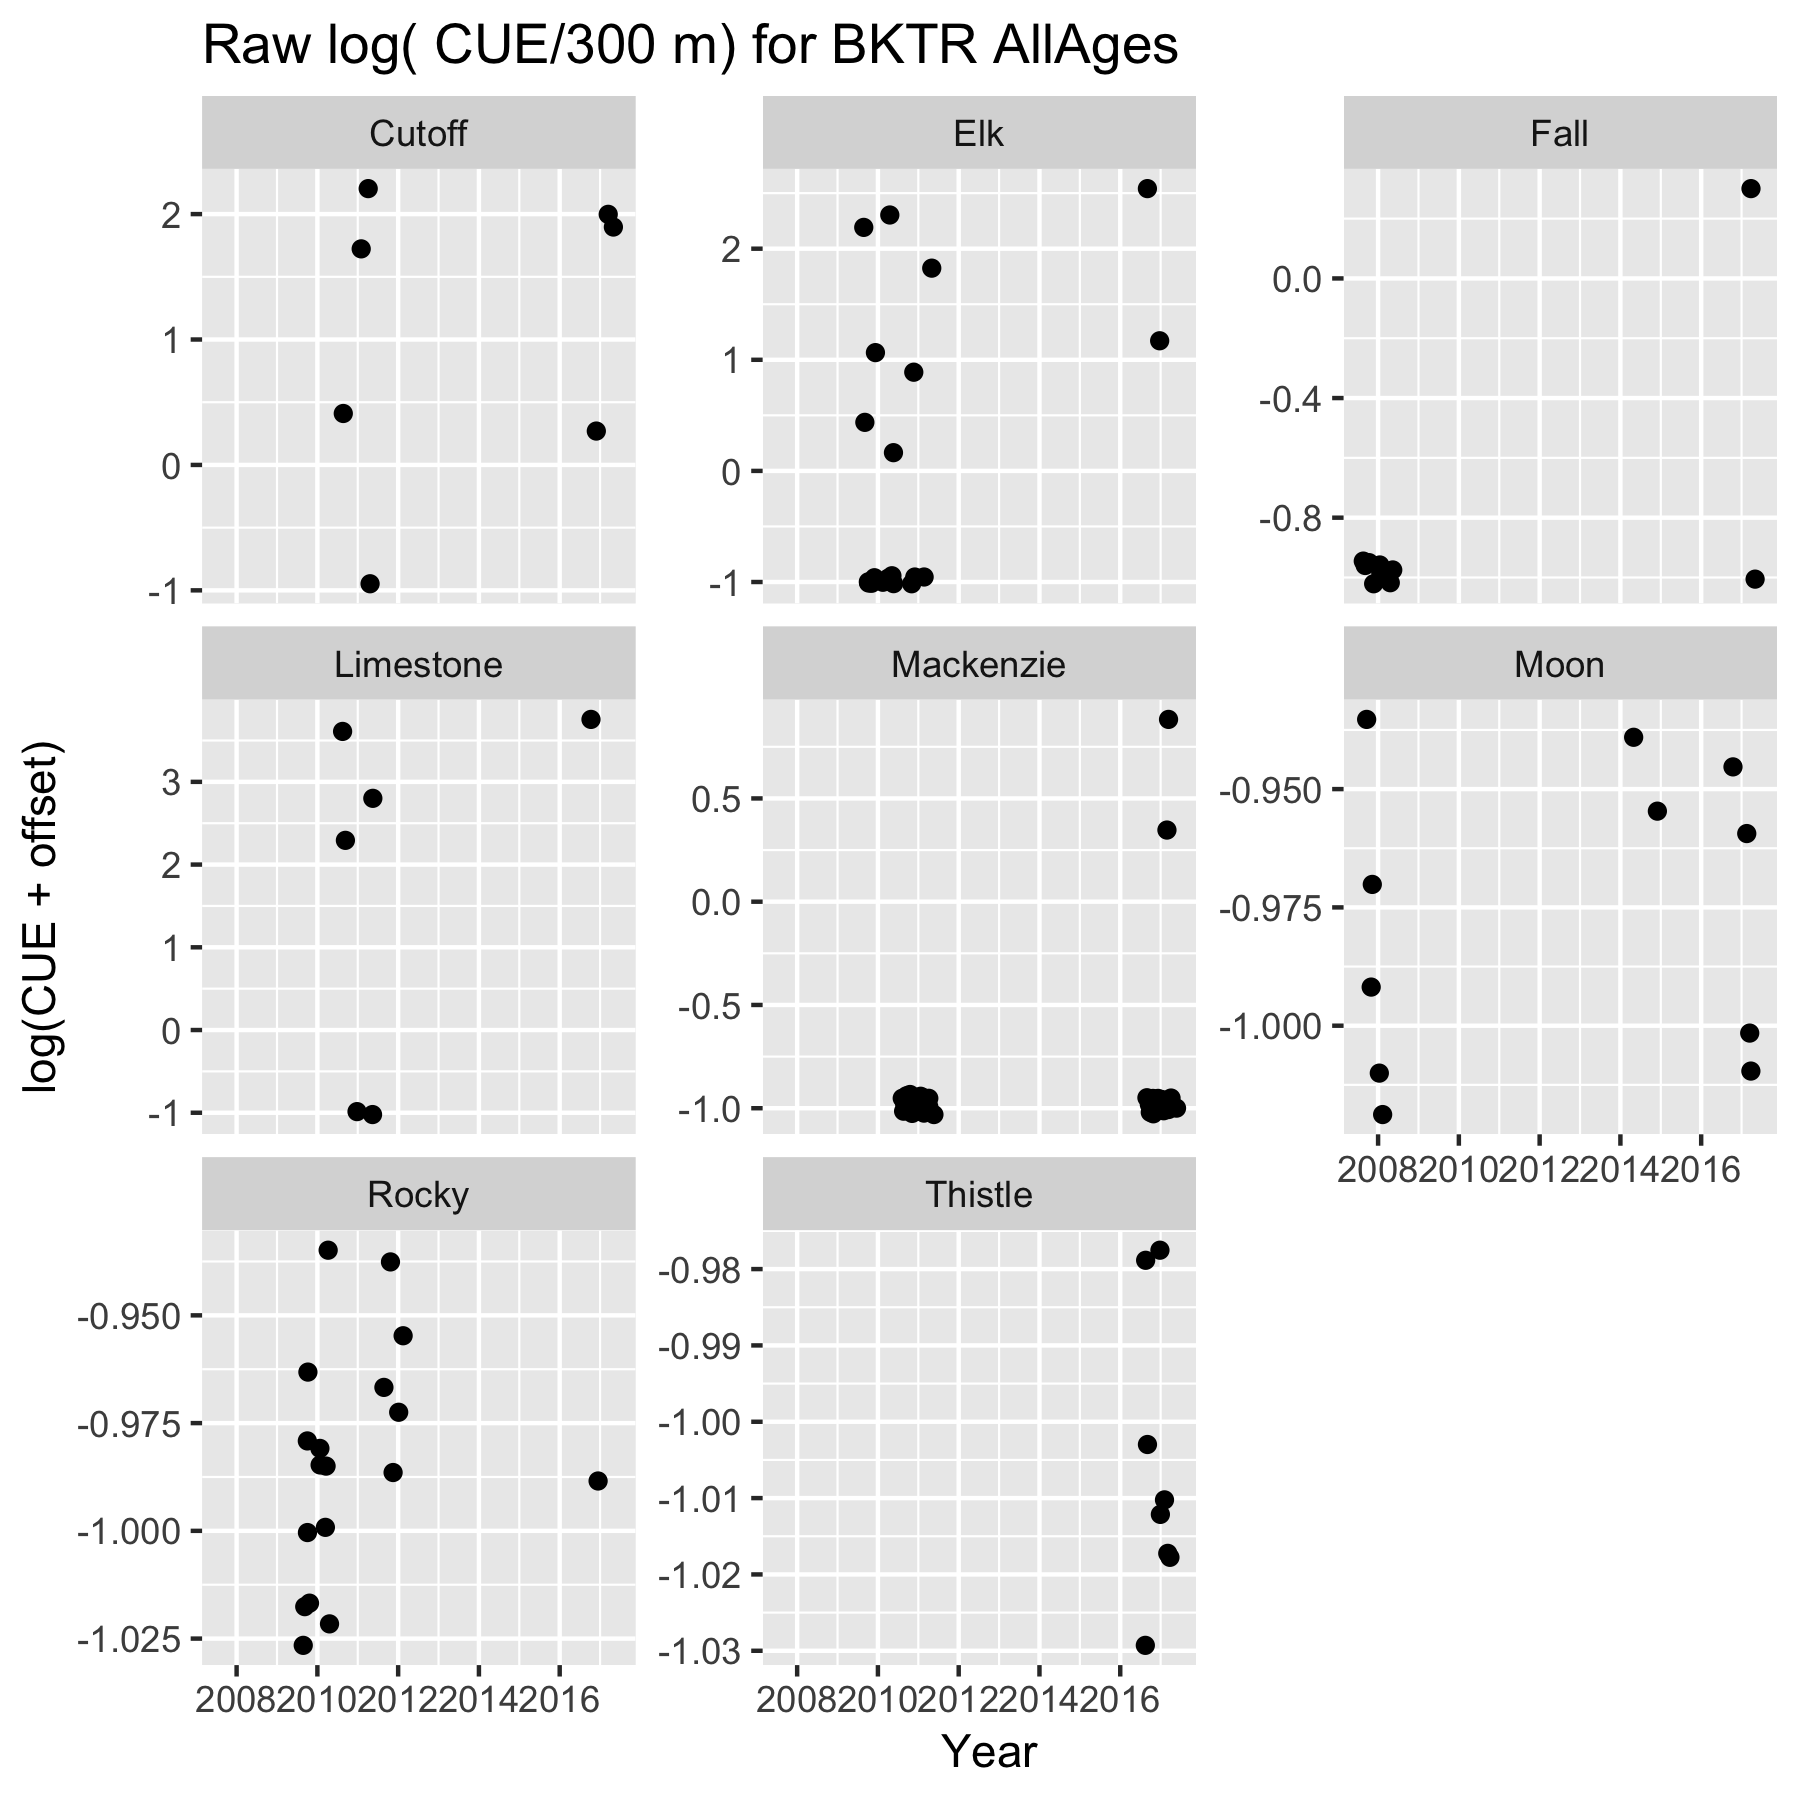 Raw log( CUE/300 m) for BKTR AllAges
Cutoff
Elk
Fall
2
1
0
-1
2
1
0
-1
0.0
-0.4
-0.8
Limestone
Mackenzie
Moon
3
2
1
0
-1
0.5
0.0
-0.5
-1.0
-0.950
-0.975
-1.000
2008 2010 2012 2014 2016
Rocky
Thistle
-0.950
-0.975
-1.000
-1.025
-0.98
-0.99
-1.00
-1.01
-1.02
-1.03
2008 2010 2012 2014 2016
2008 2010 2012 2014 2016
Year
log(CUE + offset)